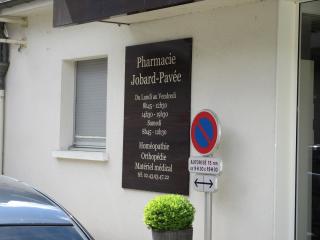 Pharmacie
Jobard-Pavée
Du Lundi au Vendredi
8h45 - 12h30
14h30 - 19h30
Samedi
8h45 - 12h30
Homéopathie
Orthopédie
Matériel médical